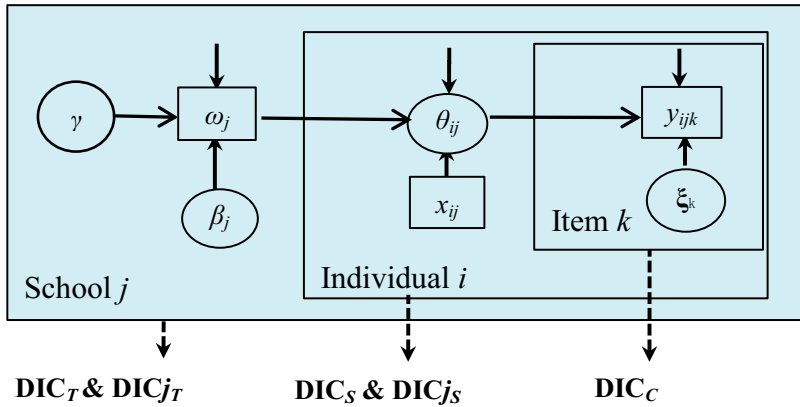 γ
ω_j
θ_ij
y_ijk
β_j
x_ij
ξ_k
Item k
Individual i
School j
DIC_T & DICj_T
DIC_S & DICj_S
DIC_C